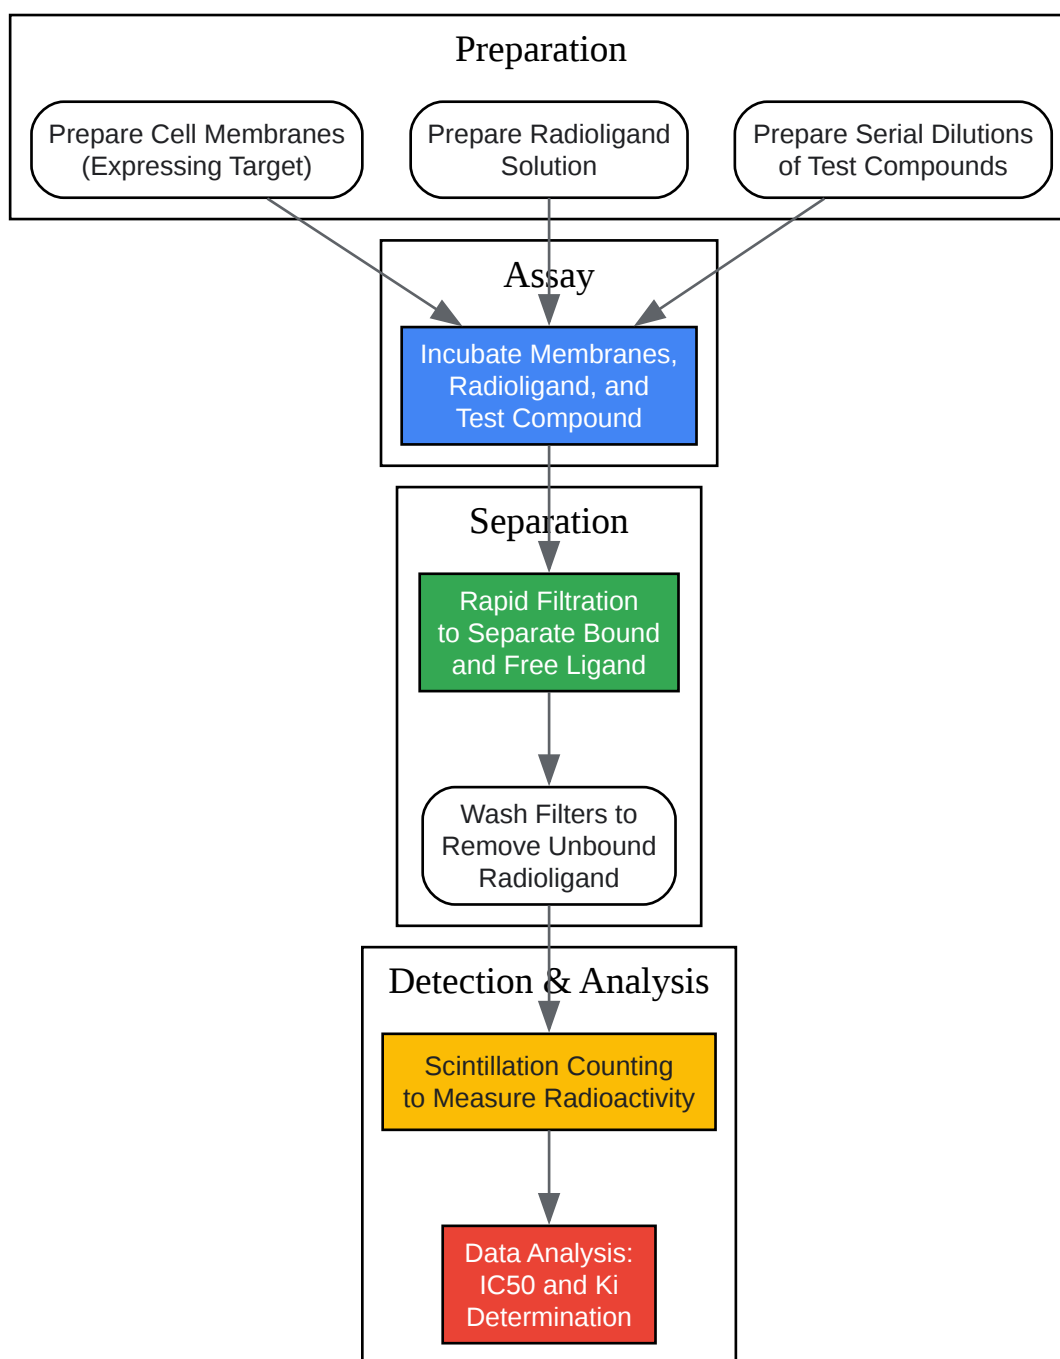 Preparation
Prepare Cell Membranes
(Expressing Target)
Prepare Radioligand
Solution
Prepare Serial Dilutions
of Test Compounds
Assay
Incubate Membranes,
Radioligand, and
Test Compound
Separation
Rapid Filtration
to Separate Bound
and Free Ligand
Wash Filters to
Remove Unbound
Radioligand
Detection & Analysis
Scintillation Counting
to Measure Radioactivity
Data Analysis:
IC50 and Ki
Determination